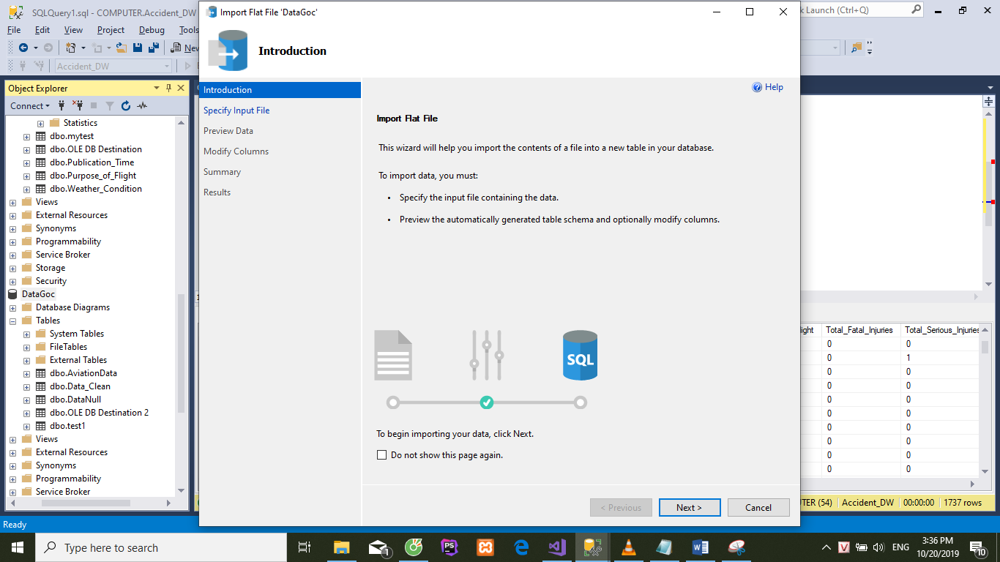 SQLQuery1.sql - COMPUTER.Accident_DW
Import Flat File 'DataGoc'
k Launch (Ctrl+Q)
File Edit View Project Debug Tools
New
Introduction
Accident_DW
Object Explorer
Connect
Statistics
dbo.mytest
dbo.OLE DB Destination
dbo.Publication_Time
dbo.Purpose_of_Flight
dbo.Weather_Condition
Views
External Resources
Synonyms
Programmability
Service Broker
Storage
Security
DataGoc
Database Diagrams
Tables
System Tables
FileTables
External Tables
dbo.AviationData
dbo.Data_Clean
dbo.DataNull
dbo.OLE DB Destination 2
dbo.test1
Views
External Resources
Synonyms
Programmability
Service Broker
Ready
Introduction
Specify Input File
Preview Data
Modify Columns
Summary
Results
Help
Import Flat File
This wizard will help you import the contents of a file into a new table in your database.
To import data, you must:
• Specify the input file containing the data.
• Preview the automatically generated table schema and optionally modify columns.
SQL
To begin importing your data, click Next.
Do not show this page again.
< Previous Next > Cancel
light Total_Fatal_Injuries Total_Serious_Injuries
0 0
0 1
0 0
0 0
0 0
0 0
0 0
0 0
0 0
0 0
UTER (54) Accident_DW 00:00:00 1737 rows
Type here to search
1
PS
V
ENG
3:36 PM
10/20/2019
10